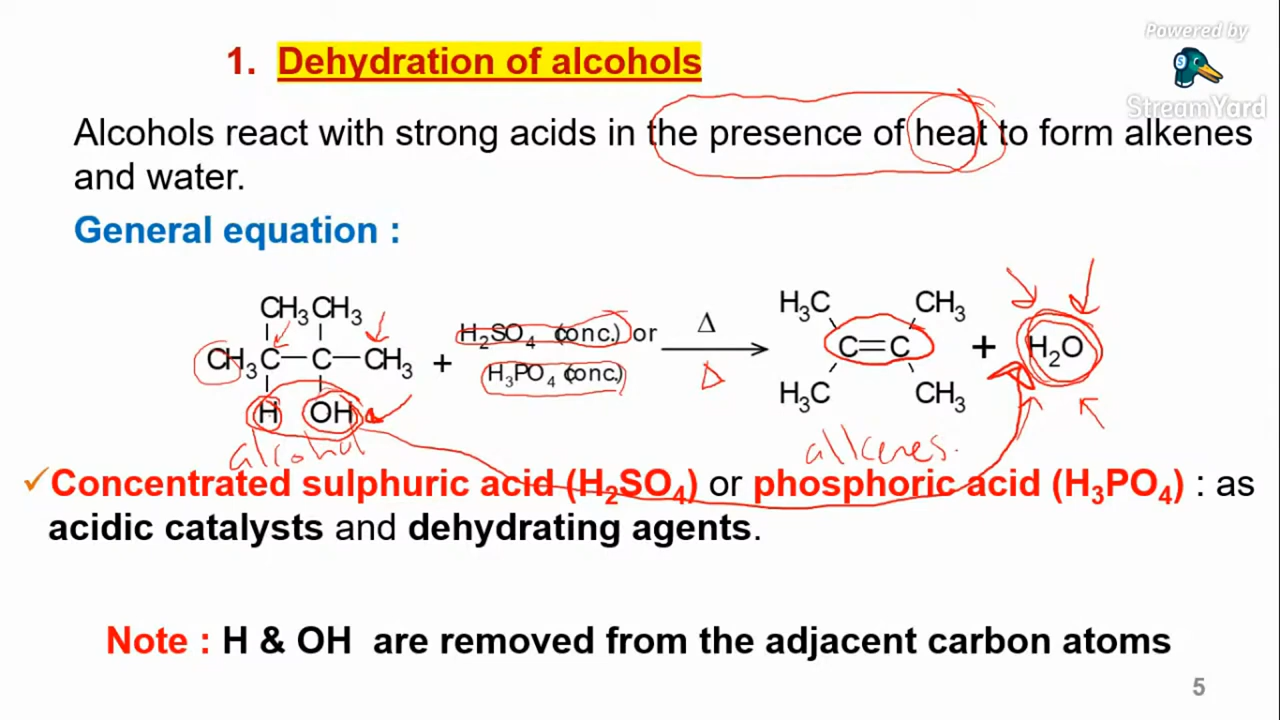 Powered by
StreamYard
1. Dehydration of alcohols
Alcohols react with strong acids in the presence of heat to form alkenes
and water.
General equation :
CH₃ CH₃
CH₃C—C—CH₃ + H₂SO₄ (conc.) or H₃PO₄ (conc.) Δ
Δ
H OH
H₃C CH₃
C=C + H₂O
H₃C CH₃
alcohol
alkenes.
✓Concentrated sulphuric acid (H₂SO₄) or phosphoric acid (H₃PO₄) : as
acidic catalysts and dehydrating agents.
Note : H & OH are removed from the adjacent carbon atoms
5